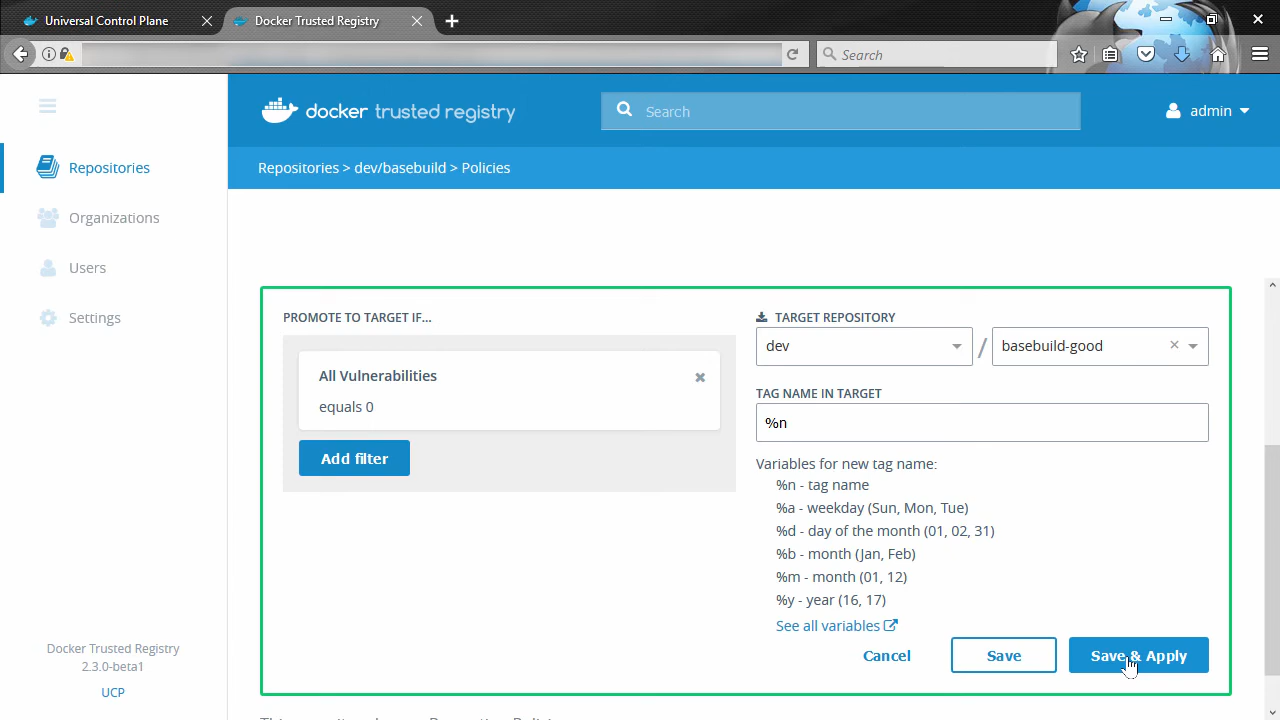 Universal Control Plane
Docker Trusted Registry
Search
docker trusted registry
Search
admin
Repositories > dev/basebuild > Policies
Repositories
Organizations
Users
Settings
Docker Trusted Registry
2.3.0-beta1
UCP
PROMOTE TO TARGET IF...
All Vulnerabilities
equals 0
Add filter
TARGET REPOSITORY
dev / basebuild-good
TAG NAME IN TARGET
%n
Variables for new tag name:
%n - tag name
%a - weekday (Sun, Mon, Tue)
%d - day of the month (01, 02, 31)
%b - month (Jan, Feb)
%m - month (01, 12)
%y - year (16, 17)
See all variables
Cancel
Save
Save & Apply